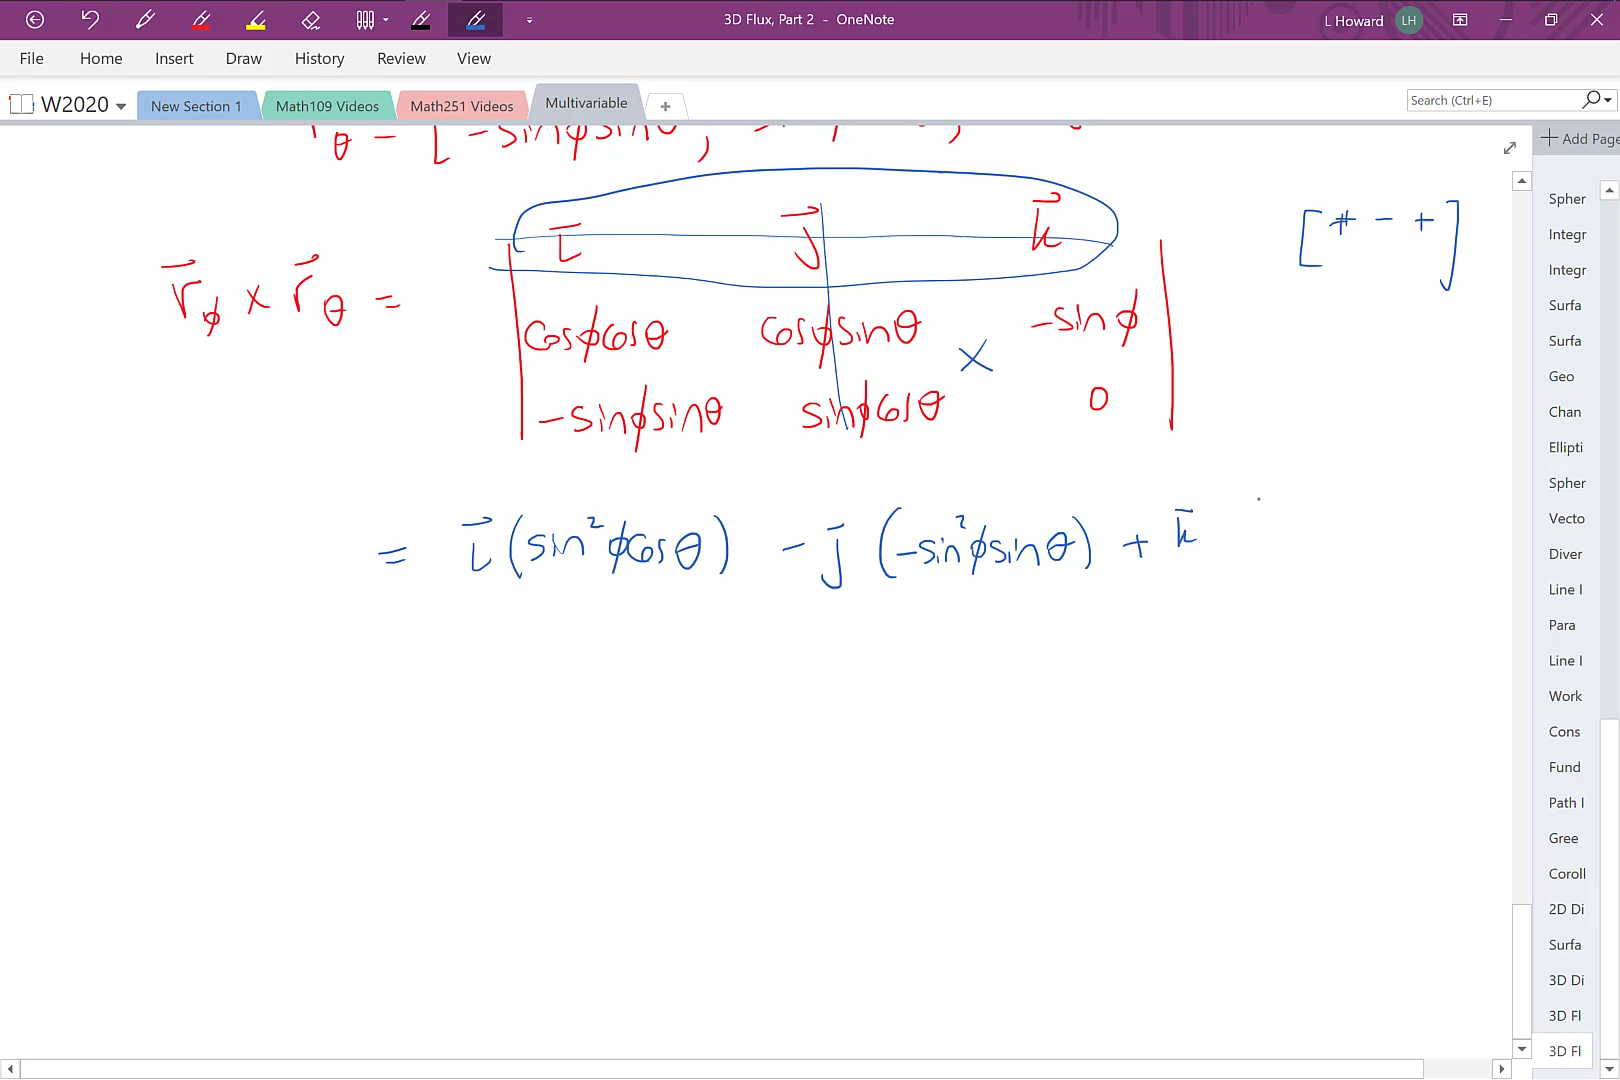 3D Flux, Part 2 - OneNote
L Howard LH
File Home Insert Draw History Review View
W2020 New Section 1 Math109 Videos Math251 Videos Multivariable +
Search (Ctrl+E)
+ Add Page
θ = [ -sinϕsinθ,
i⃗ j⃗ k⃗
[ + - + ]
r⃗ϕ × r⃗θ =
cosϕcosθ cosϕsinθ -sinϕ
×
-sinϕsinθ sinϕcosθ 0
= i⃗ (sin²ϕcosθ) - j⃗ (-sin²ϕsinθ) + k⃗
Spher
Integr
Integr
Surfa
Surfa
Geo
Chan
Ellipti
Spher
Vecto
Diver
Line I
Para
Line I
Work
Cons
Fund
Path I
Gree
Coroll
2D Di
Surfa
3D Di
3D Fl
3D Fl